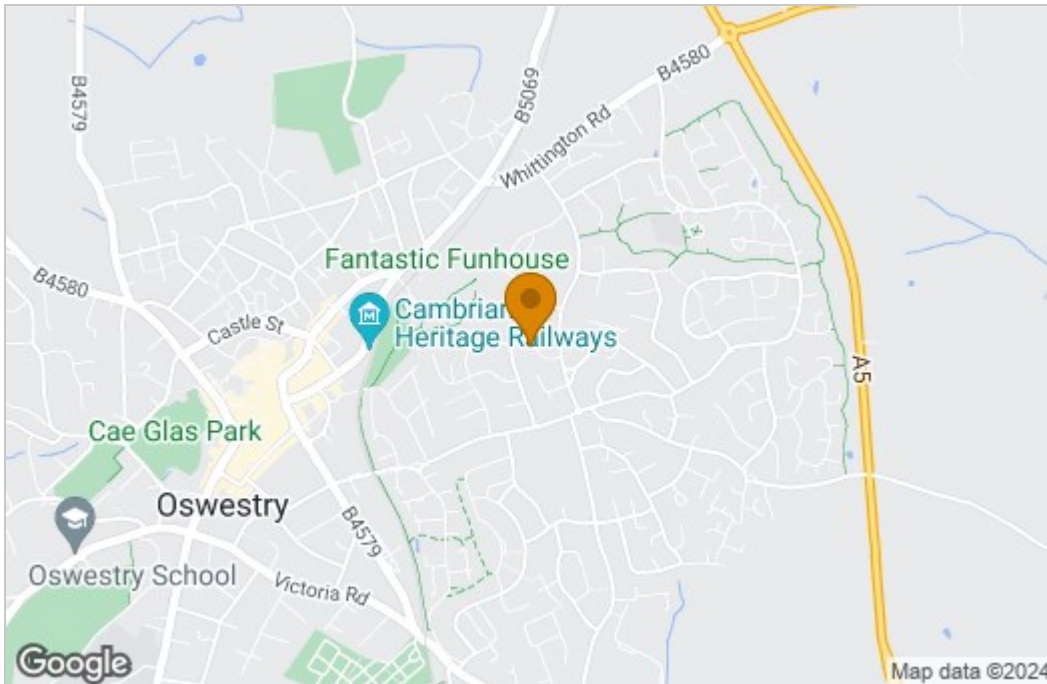 B4579
B5069
B4580
Whittington Rd
Fantastic Funhouse
B4580
Castle St
Cambrian
Heritage Railways
A5
Cae Glas Park
Oswestry
B4579
Oswestry School
Victoria Rd
Google
Map data ©2024